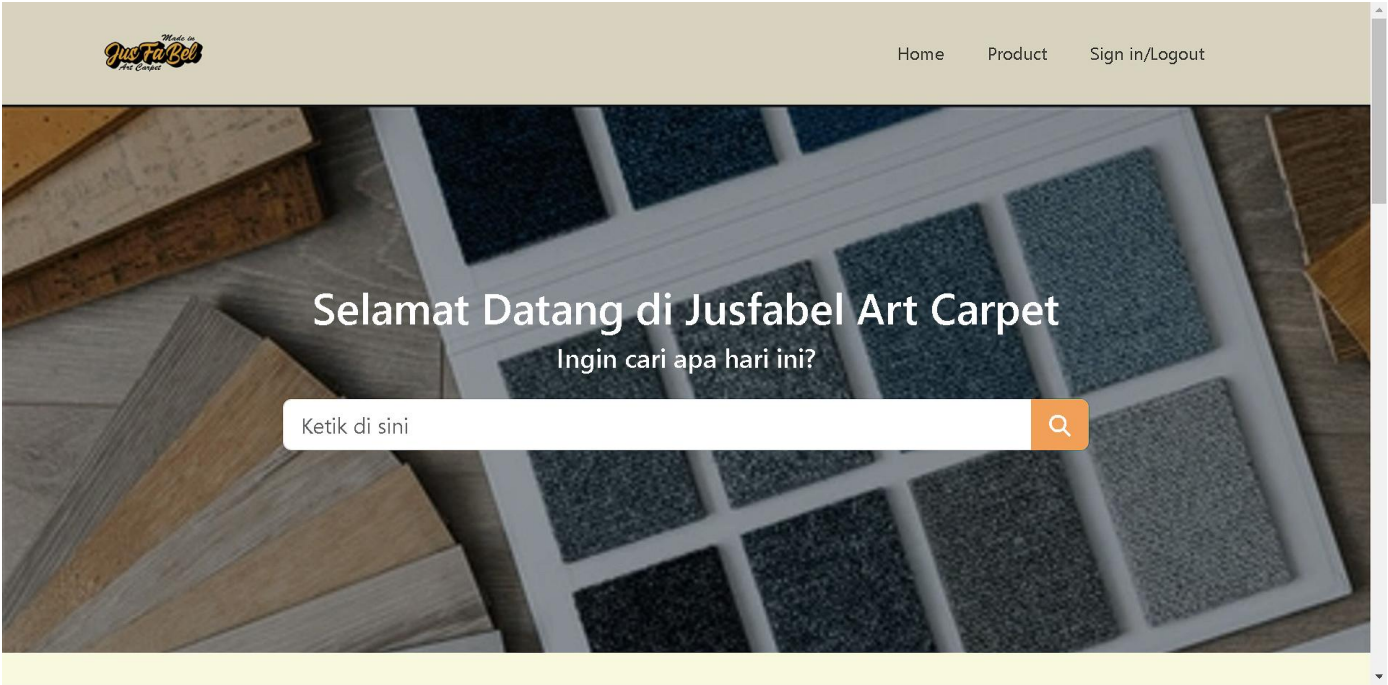 Made in
JusFaBel
Art Carpet
Home
Product
Sign in/Logout
Selamat Datang di Jusfabel Art Carpet
Ingin cari apa hari ini?
Ketik di sini